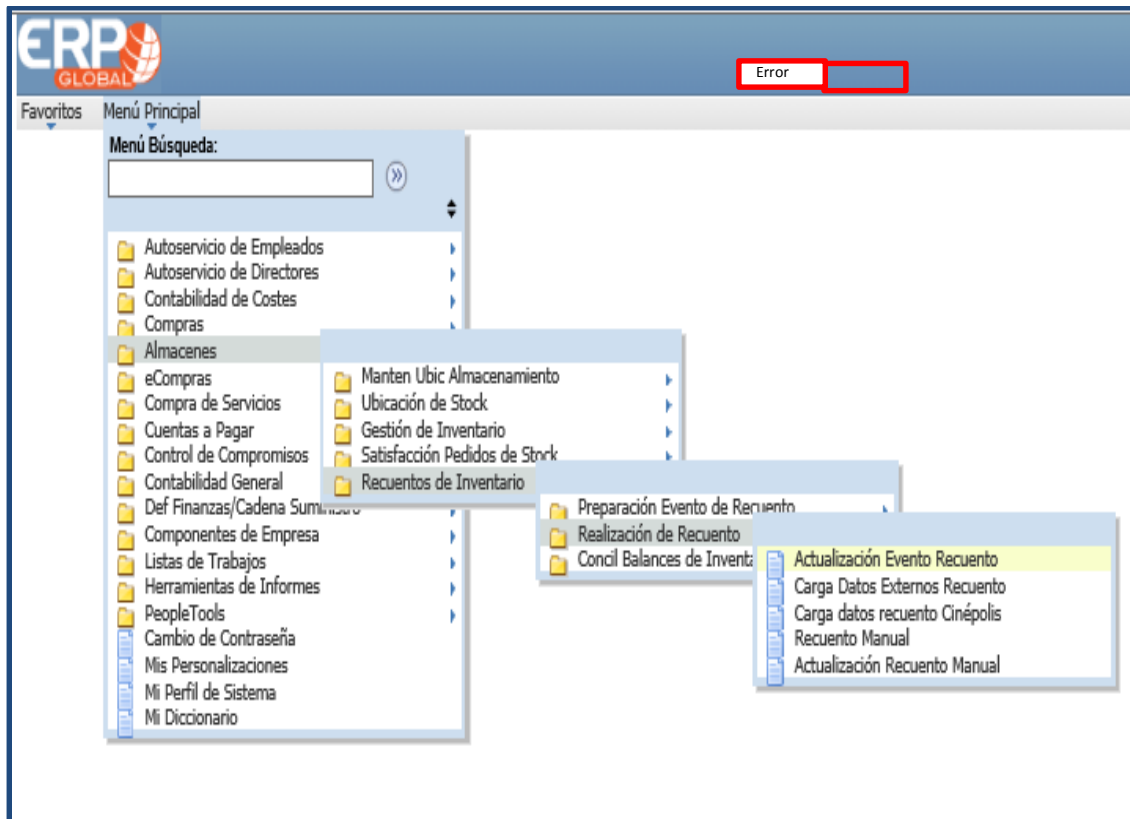 ERP
GLOBAL
Error
Favoritos Menú Principal
Menú Búsqueda:
Autoservicio de Empleados
Autoservicio de Directores
Contabilidad de Costes
Compras
Almacenes
eCompras
Compra de Servicios
Cuentas a Pagar
Control de Compromisos
Contabilidad General
Def Finanzas/Cadena Suministro
Componentes de Empresa
Listas de Trabajos
Herramientas de Informes
PeopleTools
Cambio de Contraseña
Mis Personalizaciones
Mi Perfil de Sistema
Mi Diccionario
Manten Ubic Almacenamiento
Ubicación de Stock
Gestión de Inventario
Satisfacción Pedidos de Stock
Recuentos de Inventario
Preparación Evento de Recuento
Realización de Recuento
Concil Balances de Inventa
Actualización Evento Recuento
Carga Datos Externos Recuento
Carga datos recuento Cinépolis
Recuento Manual
Actualización Recuento Manual